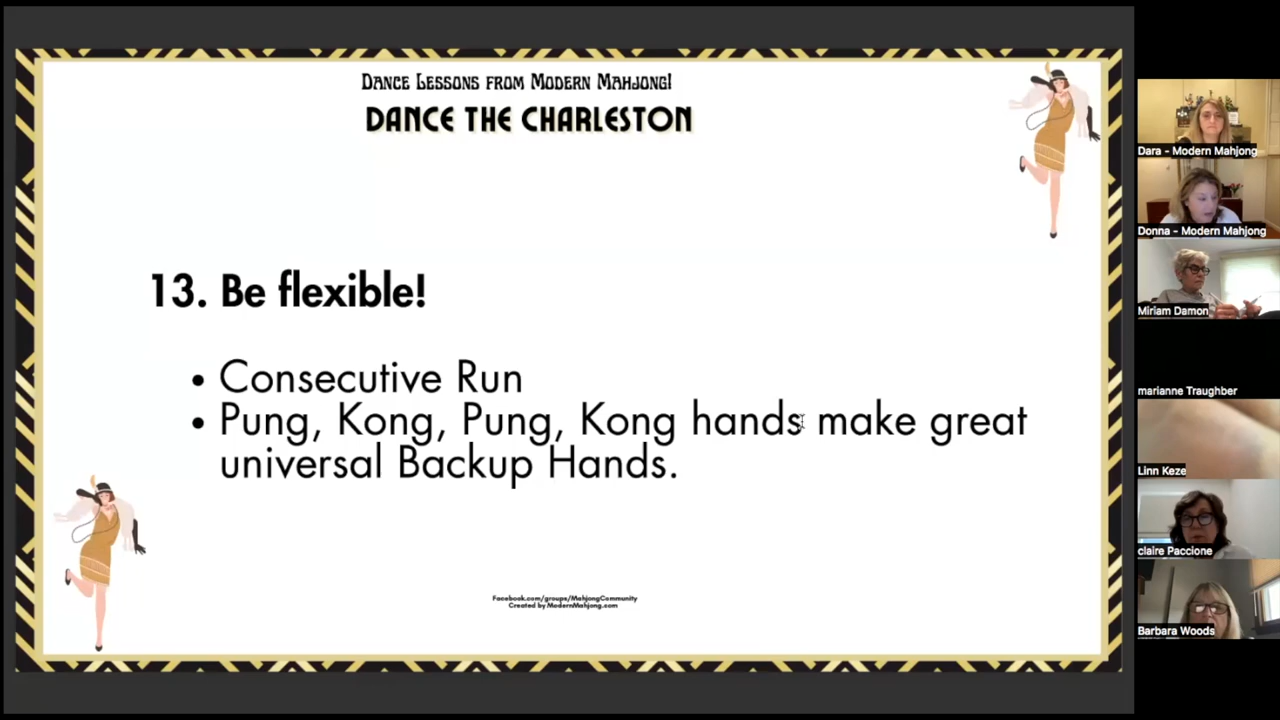 Dance Lessons from Modern Mahjong!
DANCE THE CHARLESTON
13. Be flexible!
• Consecutive Run
• Pung, Kong, Pung, Kong hands make great
universal Backup Hands.
Facebook.com/groups/MahjongCommunity
Created by ModernMahjong.com
Dara - Modern Mahjong
Donna - Modern Mahjong
Miriam Damon
marianne Traughber
Linn Keze
claire Paccione
Barbara Woods